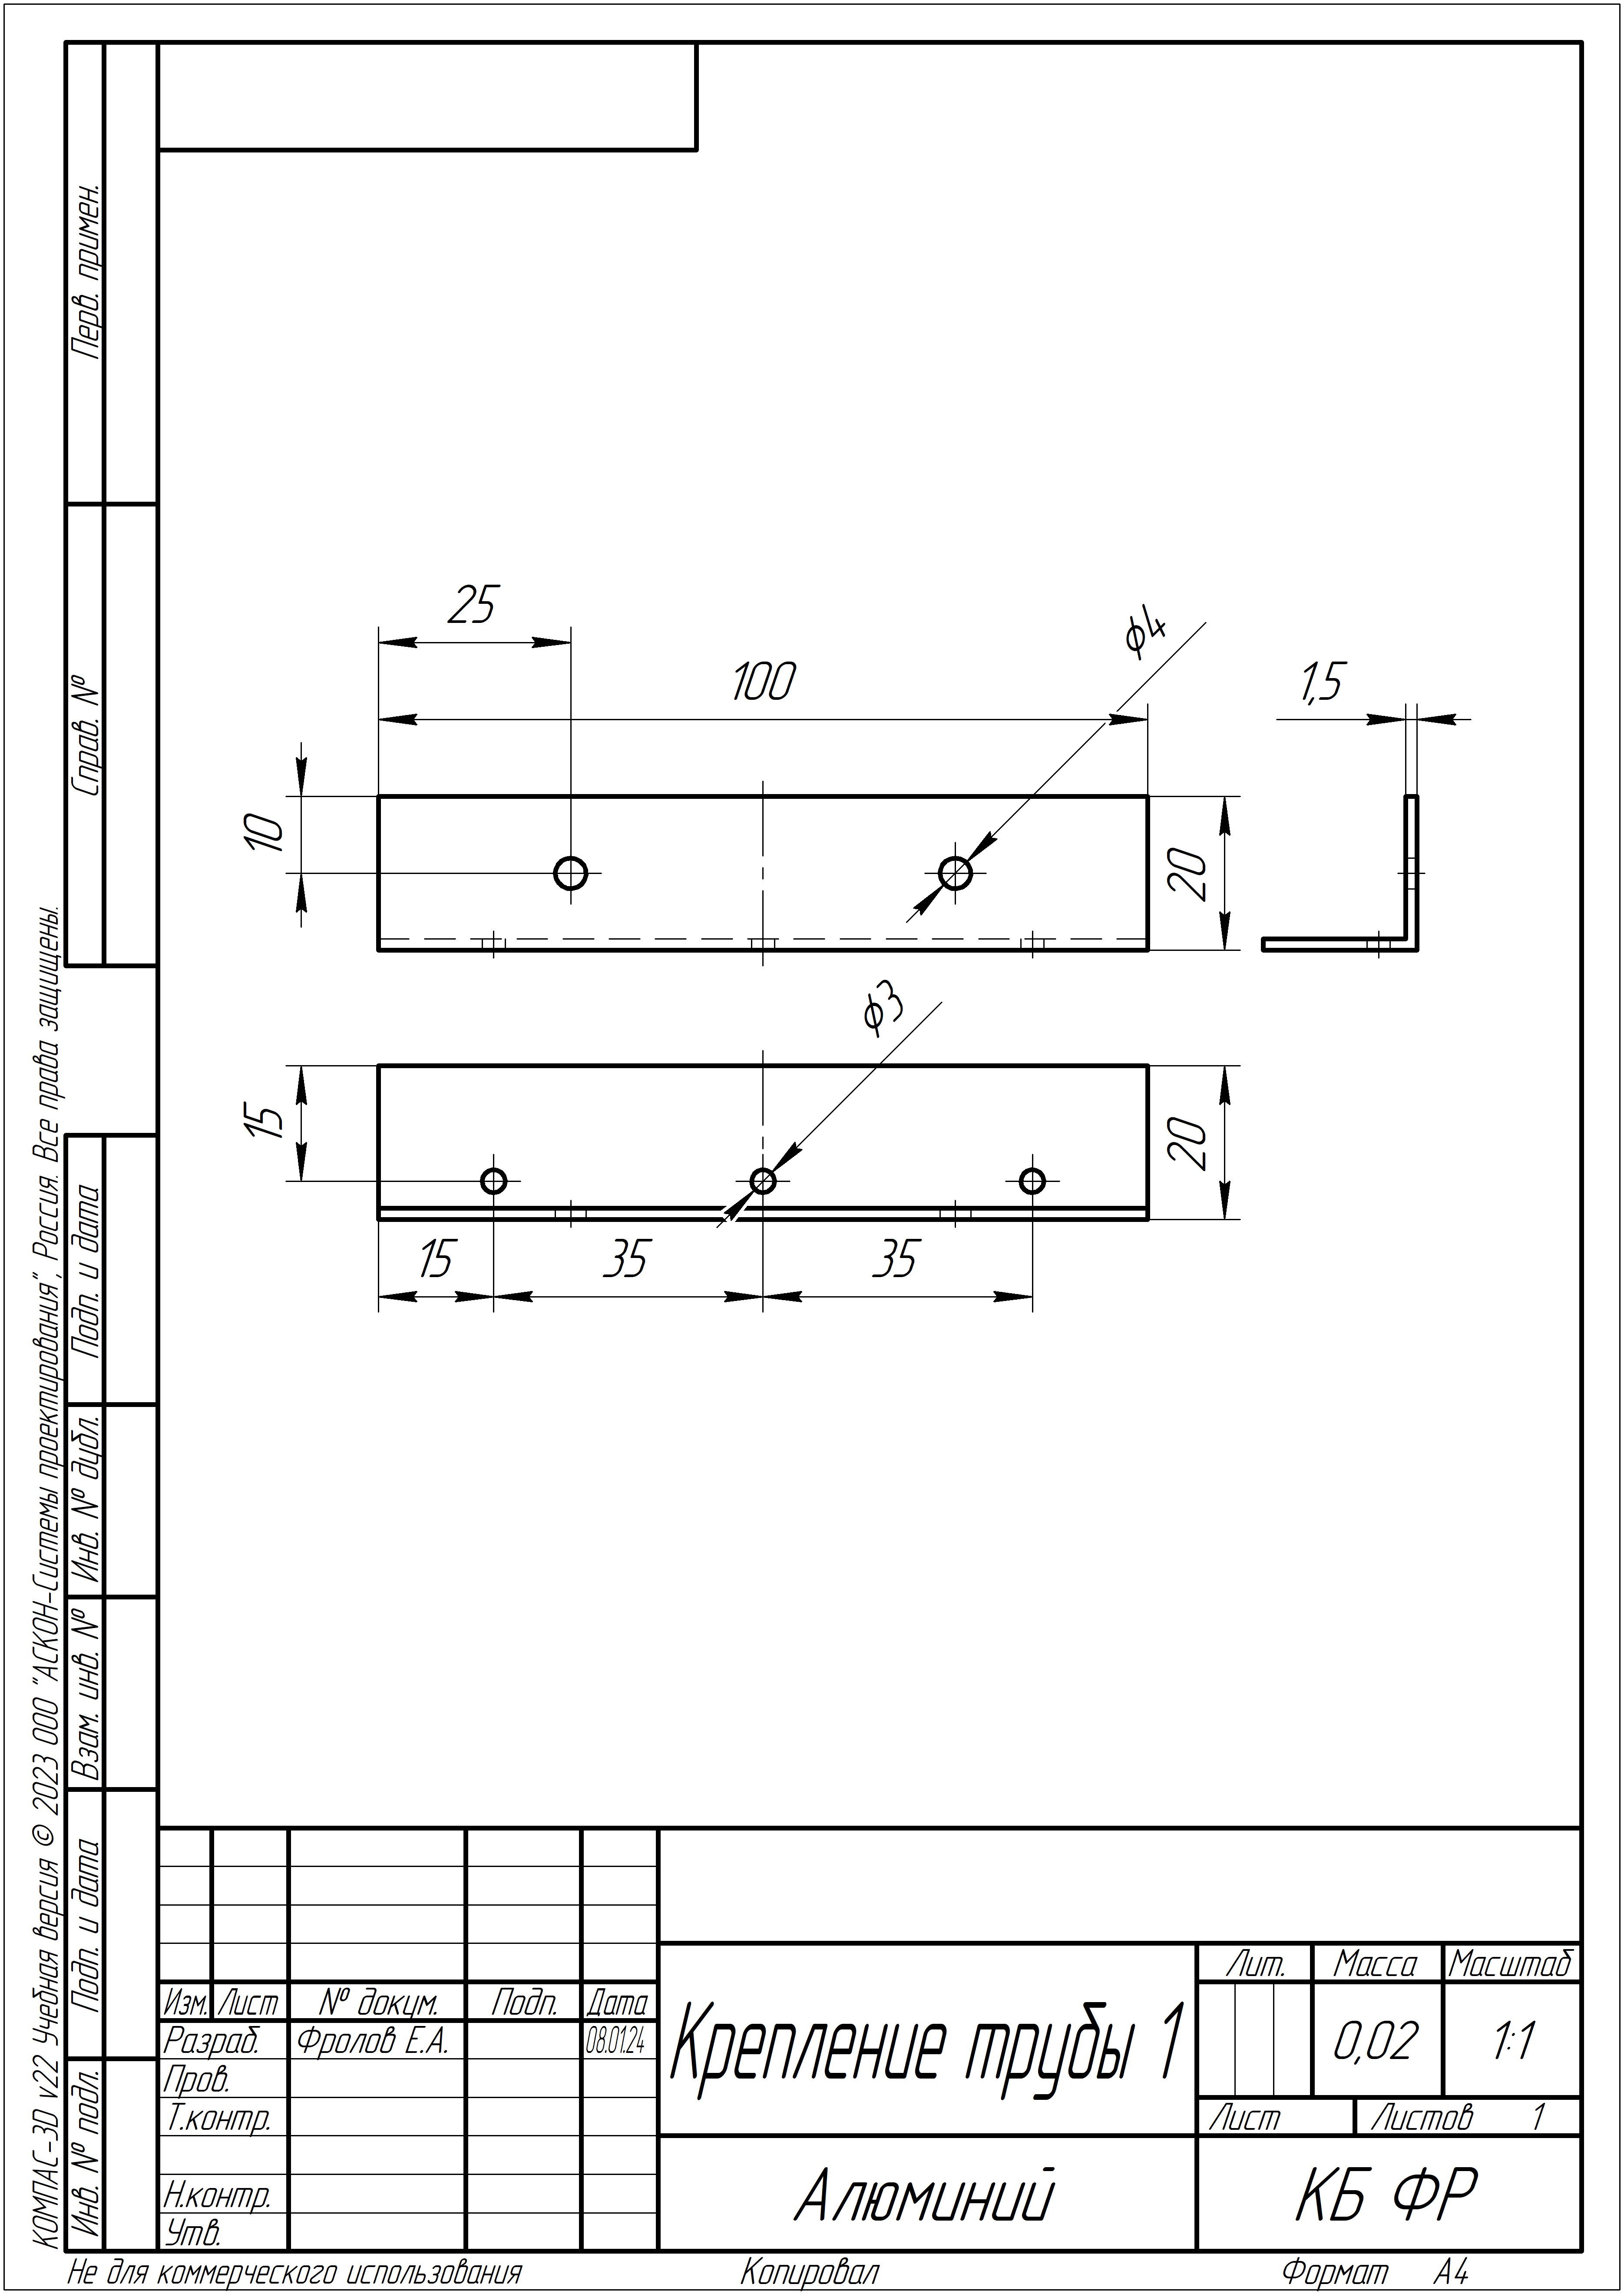 Перв. примен.
Справ. №
Подп. и дата
Инв. № дубл.
Взам. инв. №
Подп. и дата
Инв. № подл.
КОМПАС-3D v22 Учебная версия © 2023 ООО "АСКОН-Системы проектирования", Россия. Все права защищены.
25
100
ϕ4
1,5
10
20
ϕ3
15
20
15 35 35
Изм. Лист № докум. Подп. Дата
Разраб. Фролов Е.А. 08.01.24
Пров.
Т.контр.
Н.контр.
Утв.
Крепление трубы 1
Алюминий
Лит. Масса Масштаб
0,02 1:1
Лист Листов 1
КБ ФР
Не для коммерческого использования Копировал Формат А4